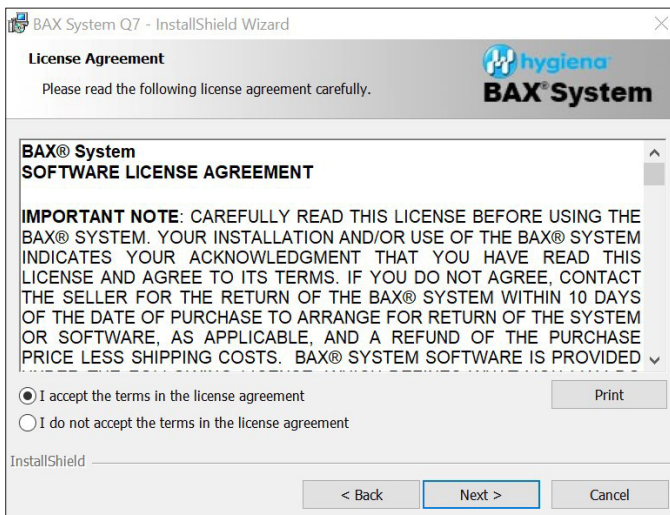 BAX System Q7 - InstallShield Wizard
License Agreement
Please read the following license agreement carefully.
hygiena
BAX®System
BAX® System
SOFTWARE LICENSE AGREEMENT
IMPORTANT NOTE: CAREFULLY READ THIS LICENSE BEFORE USING THE
BAX® SYSTEM. YOUR INSTALLATION AND/OR USE OF THE BAX® SYSTEM
INDICATES YOUR ACKNOWLEDGMENT THAT YOU HAVE READ THIS
LICENSE AND AGREE TO ITS TERMS. IF YOU DO NOT AGREE, CONTACT
THE SELLER FOR THE RETURN OF THE BAX® SYSTEM WITHIN 10 DAYS
OF THE DATE OF PURCHASE TO ARRANGE FOR RETURN OF THE SYSTEM
OR SOFTWARE, AS APPLICABLE, AND A REFUND OF THE PURCHASE
PRICE LESS SHIPPING COSTS. BAX® SYSTEM SOFTWARE IS PROVIDED
I accept the terms in the license agreement
Print
I do not accept the terms in the license agreement
InstallShield
< Back
Next >
Cancel